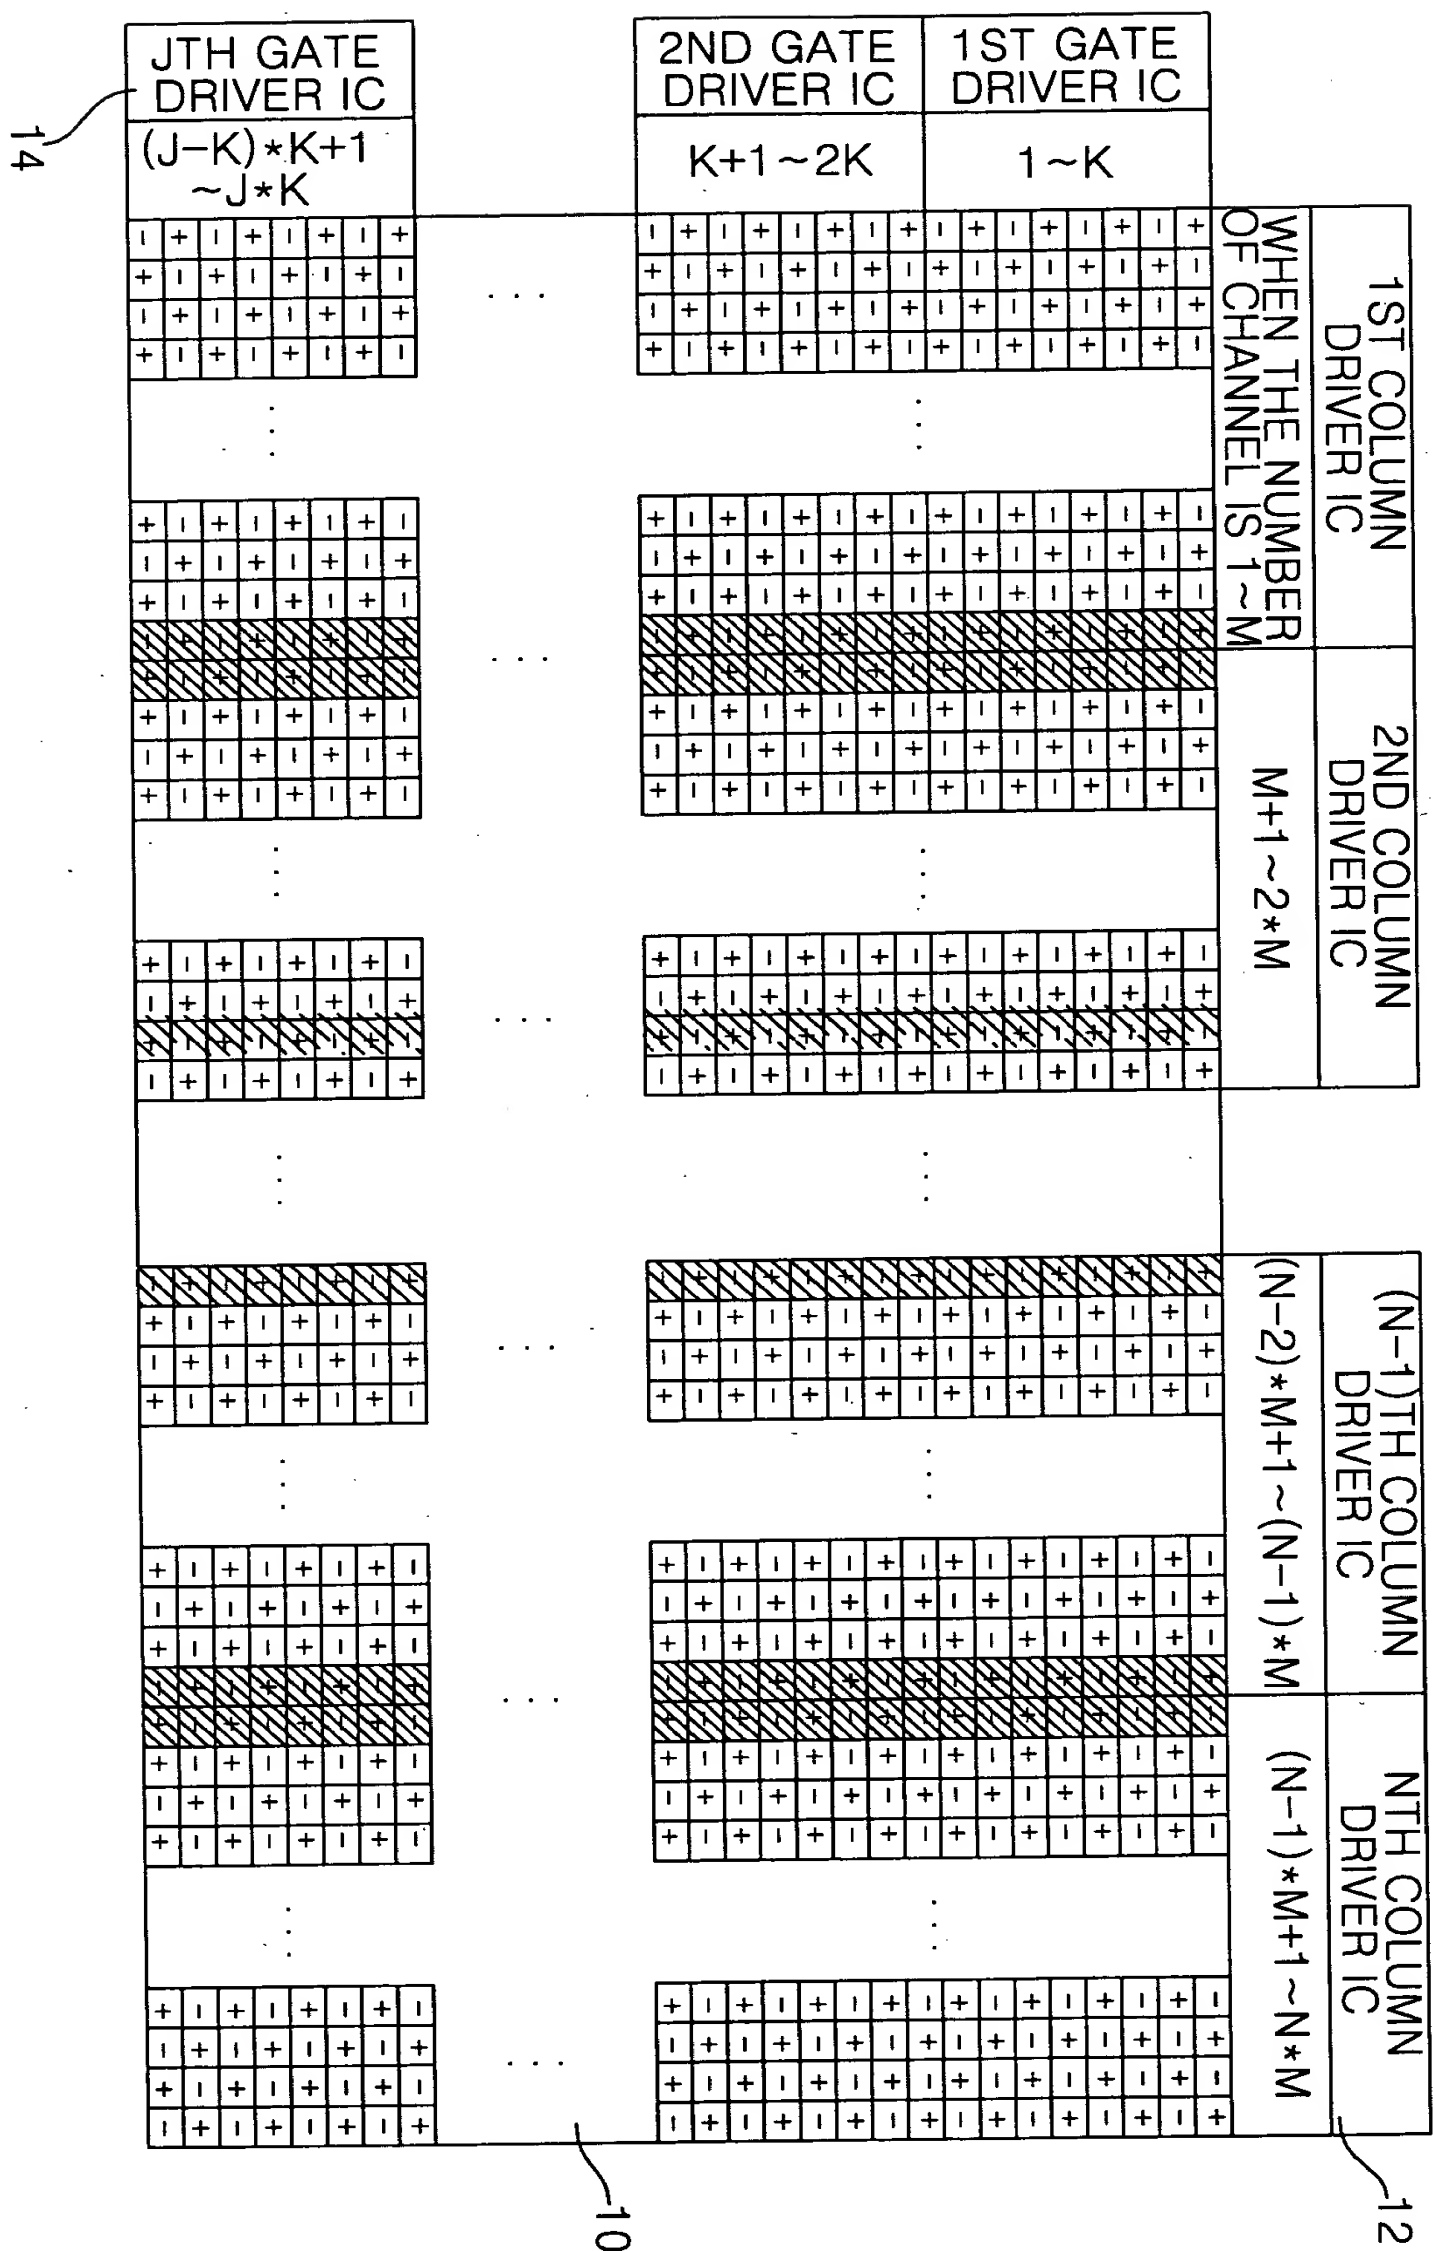 1ST COLUMN
DRIVER IC
2ND COLUMN
DRIVER IC
(N-1)TH COLUMN
DRIVER IC
NTH COLUMN
DRIVER IC
12
WHEN THE NUMBER
OF CHANNEL IS 1~M
M+1~2*M
(N-2)*M+1~(N-1)*M
(N-1)*M+1~N*M
1ST GATE
DRIVER IC
1~K
2ND GATE
DRIVER IC
K+1~2K
JTH GATE
DRIVER IC
(J-K)*K+1
~J*K
14
10